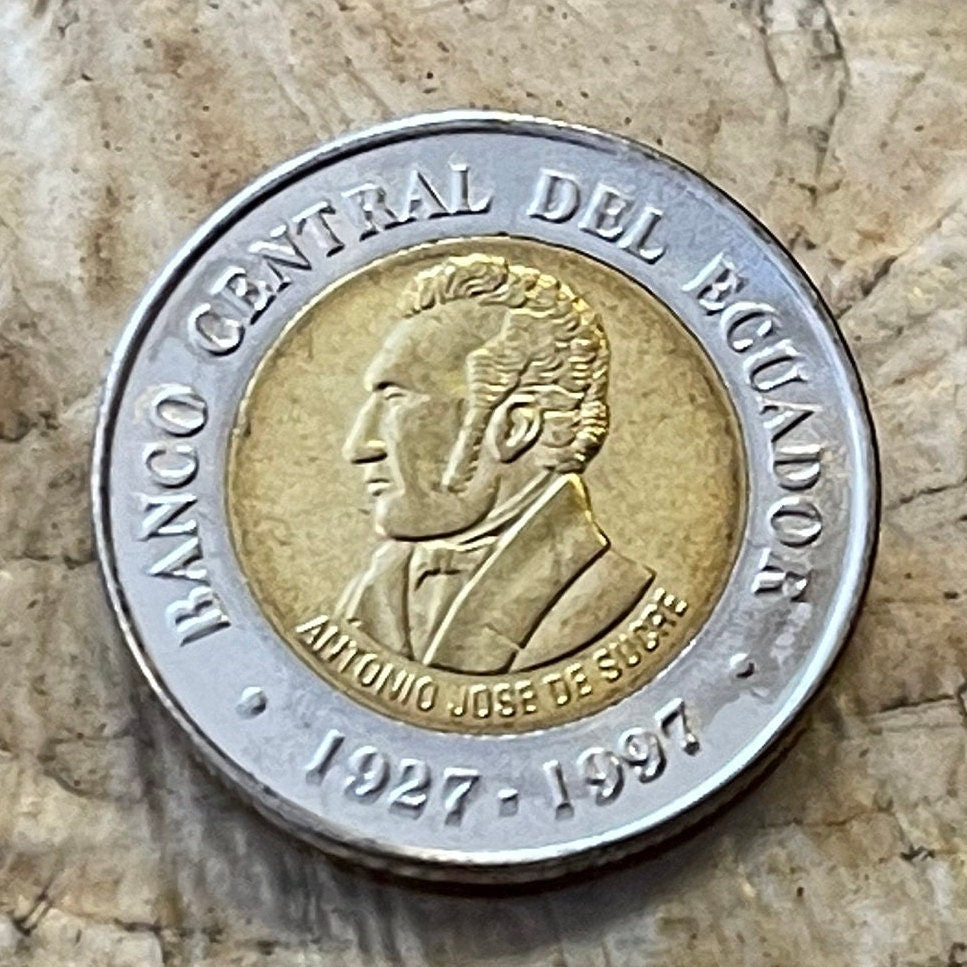 BANCO CENTRAL DEL ECUADOR
ANTONIO JOSE DE SUCRE
• 1927 - 1997 •